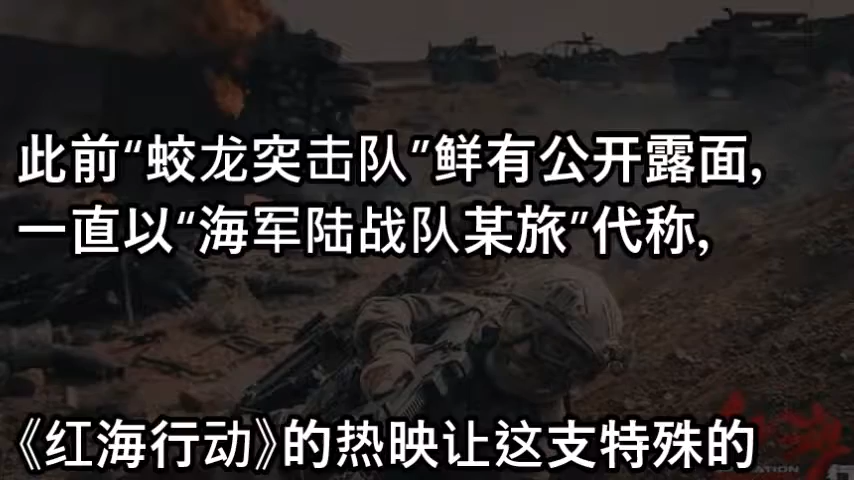 此前“蛟龙突击队”鲜有公开露面,
一直以“海军陆战队某旅”代称,
《红海行动》的热映让这支特殊的